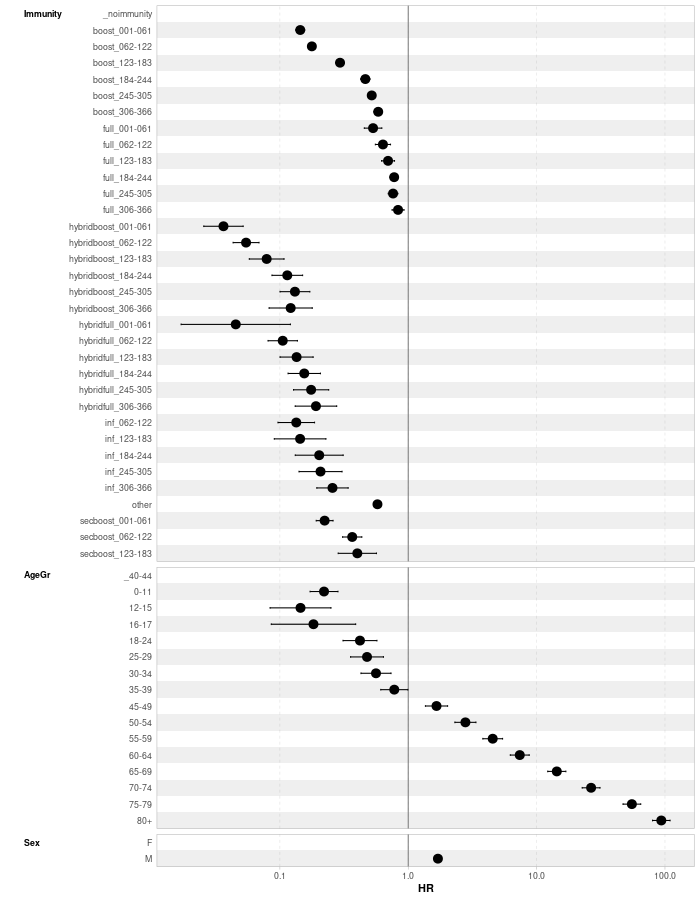 Immunity _noimmunity
boost_001-061
boost_062-122
boost_123-183
boost_184-244
boost_245-305
boost_306-366
full_001-061
full_062-122
full_123-183
full_184-244
full_245-305
full_306-366
hybridboost_001-061
hybridboost_062-122
hybridboost_123-183
hybridboost_184-244
hybridboost_245-305
hybridboost_306-366
hybridfull_001-061
hybridfull_062-122
hybridfull_123-183
hybridfull_184-244
hybridfull_245-305
hybridfull_306-366
inf_062-122
inf_123-183
inf_184-244
inf_245-305
inf_306-366
other
secboost_001-061
secboost_062-122
secboost_123-183
AgeGr _40-44
0-11
12-15
16-17
18-24
25-29
30-34
35-39
45-49
50-54
55-59
60-64
65-69
70-74
75-79
80+
Sex F
M
0.1 1.0 10.0 100.0
HR